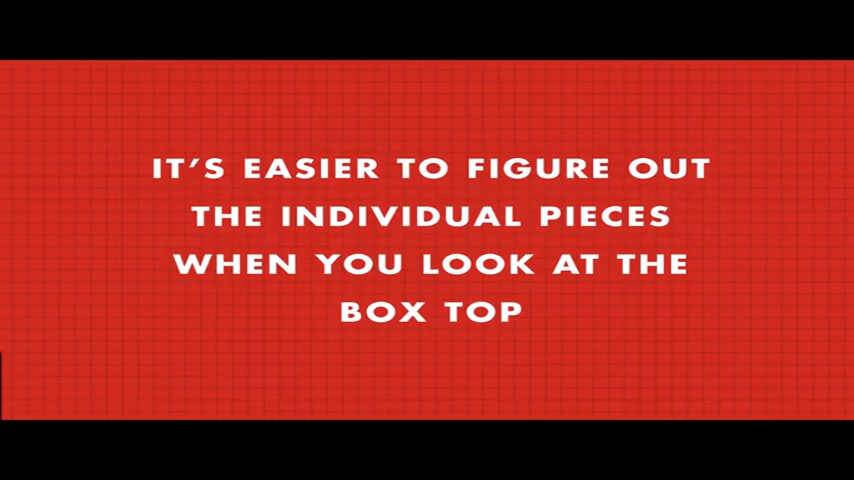 IT'S EASIER TO FIGURE OUT
THE INDIVIDUAL PIECES
WHEN YOU LOOK AT THE
BOX TOP